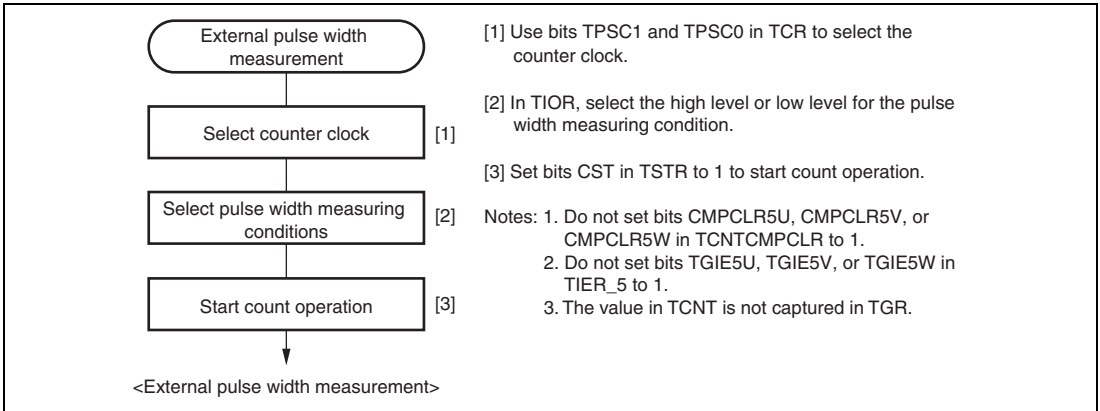 External pulse width
measurement
Select counter clock
[1]
Select pulse width measuring
conditions
[2]
Start count operation
[3]
<External pulse width measurement>
[1] Use bits TPSC1 and TPSC0 in TCR to select the
counter clock.
[2] In TIOR, select the high level or low level for the pulse
width measuring condition.
[3] Set bits CST in TSTR to 1 to start count operation.
Notes: 1. Do not set bits CMPCLR5U, CMPCLR5V, or
CMPCLR5W in TCNTCMPCLR to 1.
2. Do not set bits TGIE5U, TGIE5V, or TGIE5W in
TIER_5 to 1.
3. The value in TCNT is not captured in TGR.